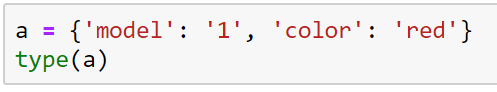 a = {'model': '1', 'color': 'red'}
type(a)